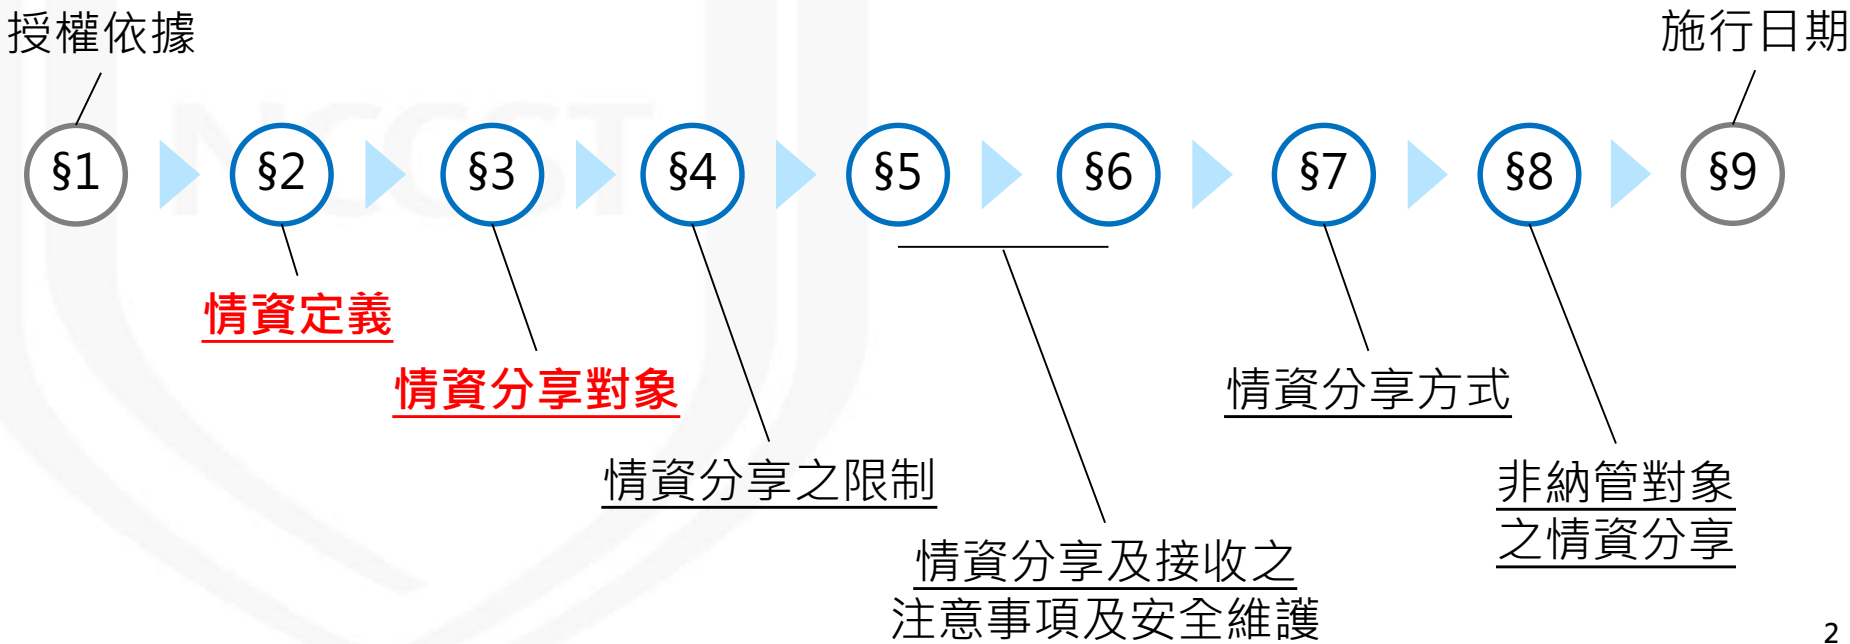 授權依據
施行日期
NCCST
§1
§2
§3
§4
§5
§6
§7
§8
§9
情資定義
情資分享對象
情資分享方式
情資分享之限制
非納管對象
之情資分享
情資分享及接收之
注意事項及安全維護
2